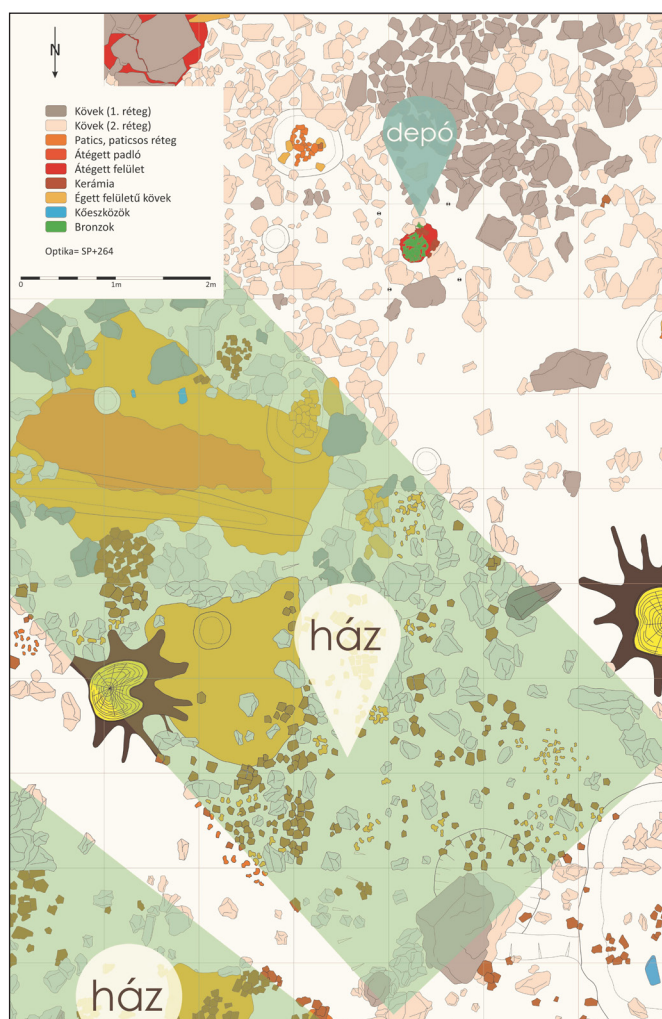 N
Kövek (1. réteg)
Kövek (2. réteg)
Patics, paticsos réteg
Átégett padló
Átégett felület
Kerámia
Égett felületű kövek
Kőeszközök
Bronzok
Optika= SP+264
0 1m 2m
depó
ház
ház